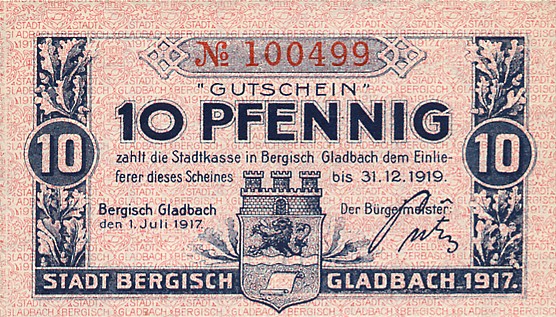 № 100499
"GUTSCHEIN"
10 PFENNIG
10 10
zahlt die Stadtkasse in Bergisch Gladbach dem Einlie-
ferer dieses Scheines bis 31.12.1919.
Bergisch Gladbach Der Bürgermeister:
den 1. Juli 1917.
STADT BERGISCH GLADBACH 1917.